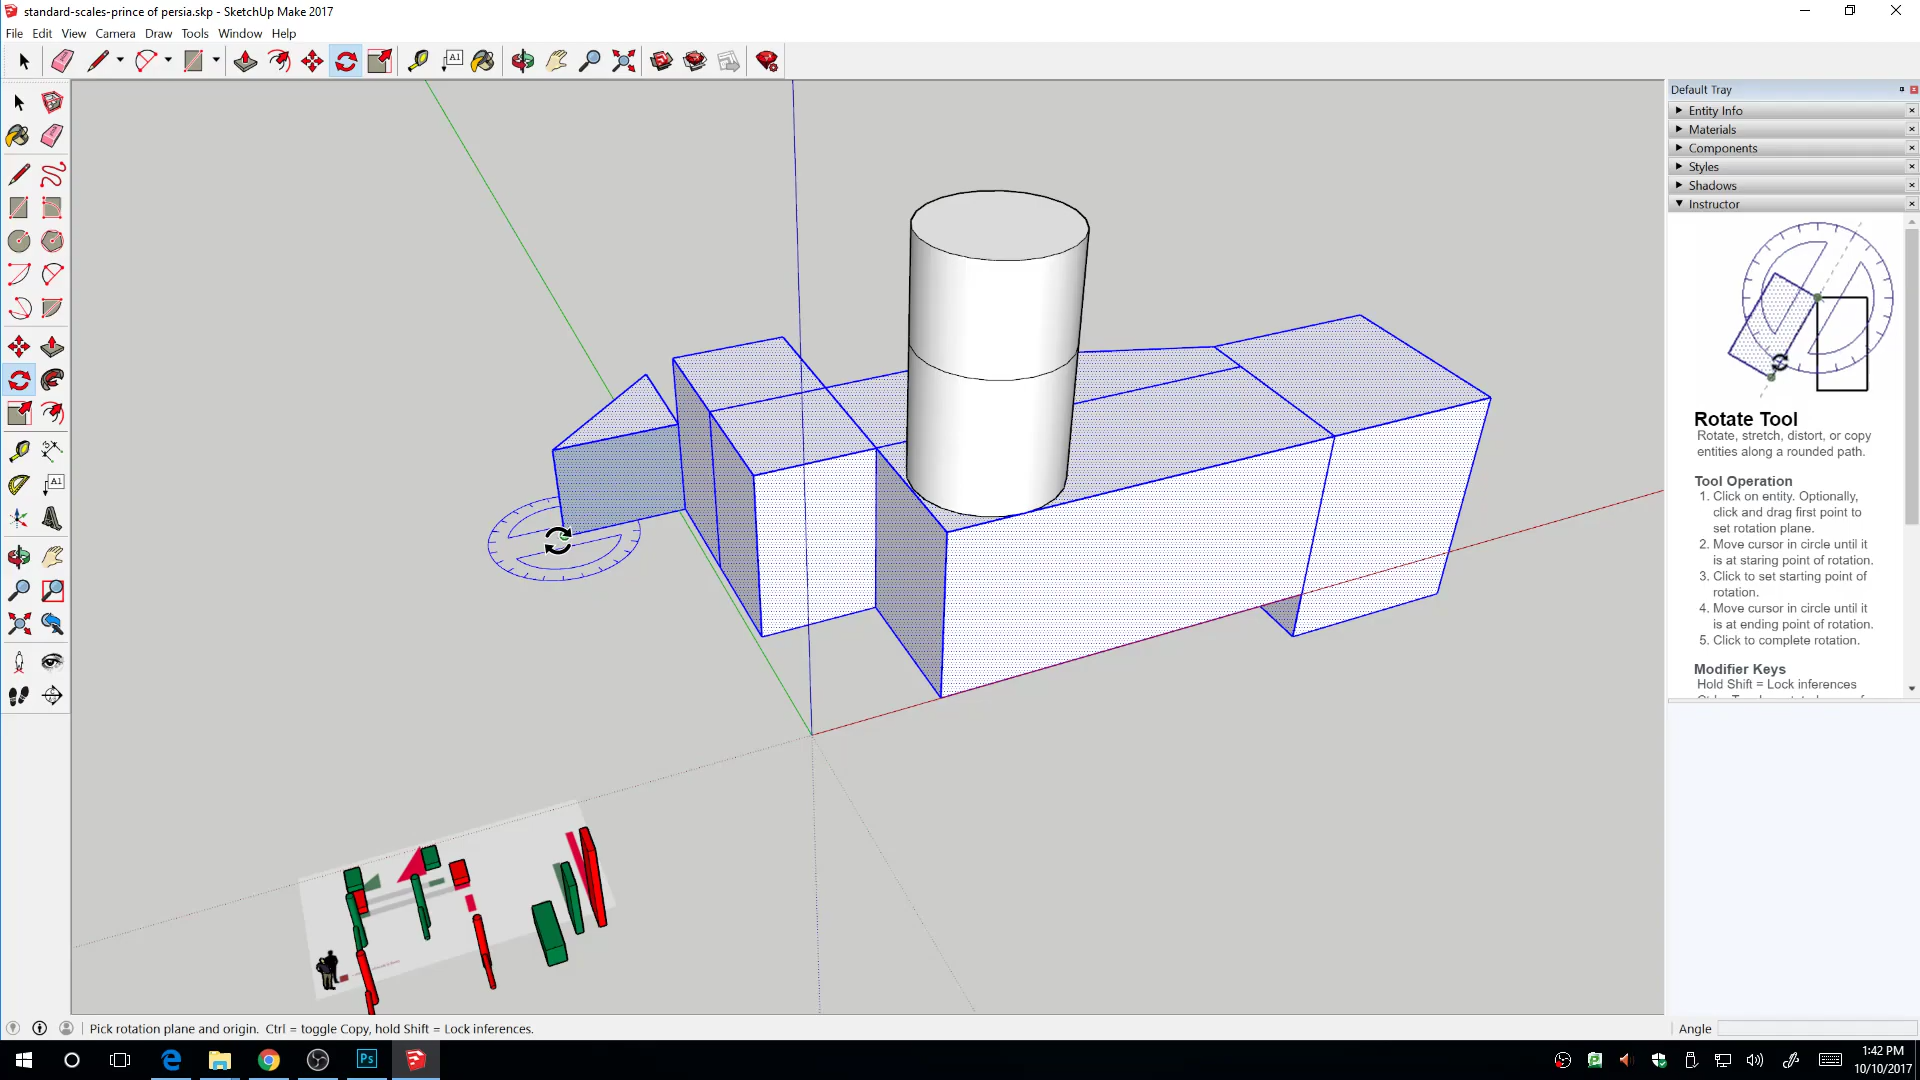 standard-scales-prince of persia.skp - SketchUp Make 2017
File Edit View Camera Draw Tools Window Help
A1
Default Tray
Entity Info
Materials
Components
Styles
Shadows
Instructor
Rotate Tool
Rotate, stretch, distort, or copy
entities along a rounded path.
Tool Operation
1. Click on entity. Optionally,
click and drag first point to
set rotation plane.
2. Move cursor in circle until it
is at staring point of rotation.
3. Click to set starting point of
rotation.
4. Move cursor in circle until it
is at ending point of rotation.
5. Click to complete rotation.
Modifier Keys
Hold Shift = Lock inferences
A1
Pick rotation plane and origin. Ctrl = toggle Copy, hold Shift = Lock inferences.
Angle
Ps
1:42 PM
10/10/2017